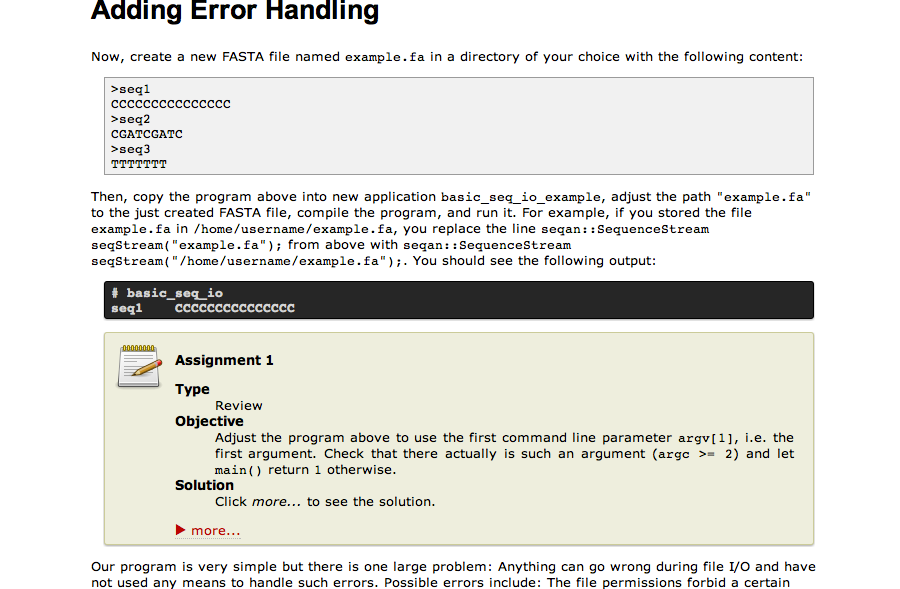 Adding Error Handling
Now, create a new FASTA file named example.fa in a directory of your choice with the following content:
>seq1
CCCCCCCCCCCCCCC
>seq2
CGATCGATC
>seq3
TTTTTTT
Then, copy the program above into new application basic_seq_io_example, adjust the path "example.fa"
to the just created FASTA file, compile the program, and run it. For example, if you stored the file
example.fa in /home/username/example.fa, you replace the line seqan::SequenceStream
seqStream("example.fa"); from above with seqan::SequenceStream
seqStream("/home/username/example.fa");. You should see the following output:
# basic_seq_io
seq1    CCCCCCCCCCCCCCC
Assignment 1
Type
Review
Objective
Adjust the program above to use the first command line parameter argv[1], i.e. the
first argument. Check that there actually is such an argument (argc >= 2) and let
main() return 1 otherwise.
Solution
Click more... to see the solution.
▶ more...
Our program is very simple but there is one large problem: Anything can go wrong during file I/O and have
not used any means to handle such errors. Possible errors include: The file permissions forbid a certain